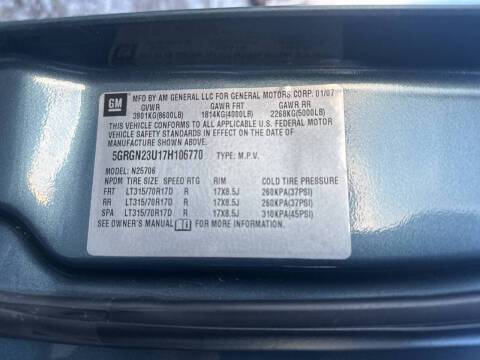 GM
MFG BY AM GENERAL LLC FOR GENERAL MOTORS CORP. 01/07
GVWR GAWR FRT GAWR RR
3901KG(8600LB) 1814KG(4000LB) 2268KG(5000LB)
THIS VEHICLE CONFORMS TO ALL APPLICABLE U.S. FEDERAL MOTOR
VEHICLE SAFETY STANDARDS IN EFFECT ON THE DATE OF
MANUFACTURE SHOWN ABOVE.
5GRGN23U17H105770 TYPE: M.P.V.
MODEL: N25706
NPDM TIRE SIZE SPEED RTG RIM COLD TIRE PRESSURE
FRT LT315/70R17D R 17X8.5J 260KPA(37PSI)
RR LT315/70R17D R 17X8.5J 260KPA(37PSI)
SPA LT315/70R17D R 17X8.5J 310KPA(45PSI)
SEE OWNER'S MANUAL FOR MORE INFORMATION.